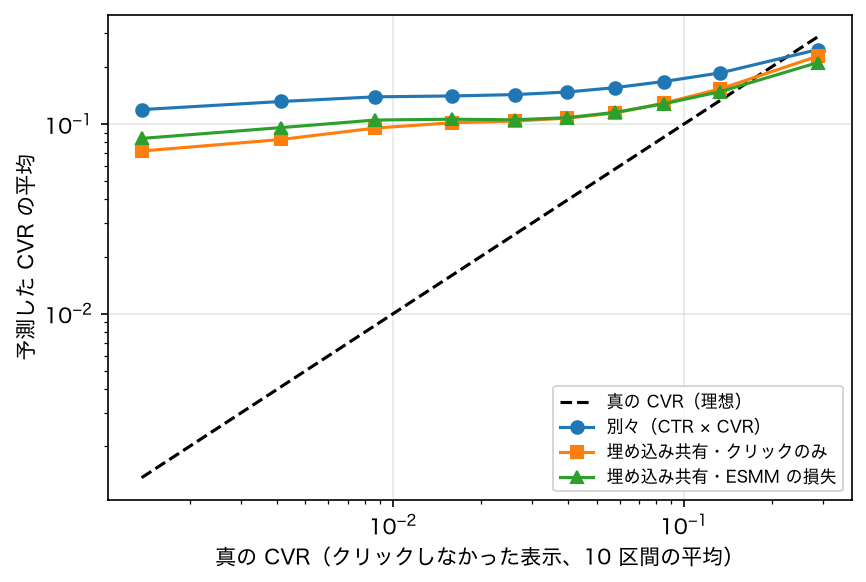 予測した CVR の平均
10⁻¹
10⁻²
10⁻²
10⁻¹
真の CVR（クリックしなかった表示、10 区間の平均）
真の CVR（理想）
別々（CTR × CVR）
埋め込み共有・クリックのみ
埋め込み共有・ESMM の損失